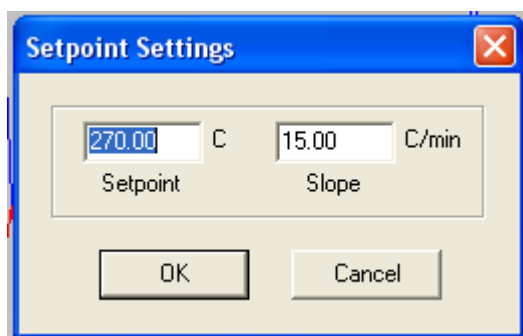 Setpoint Settings
270.00 C 15.00 C/min
Setpoint Slope
OK Cancel